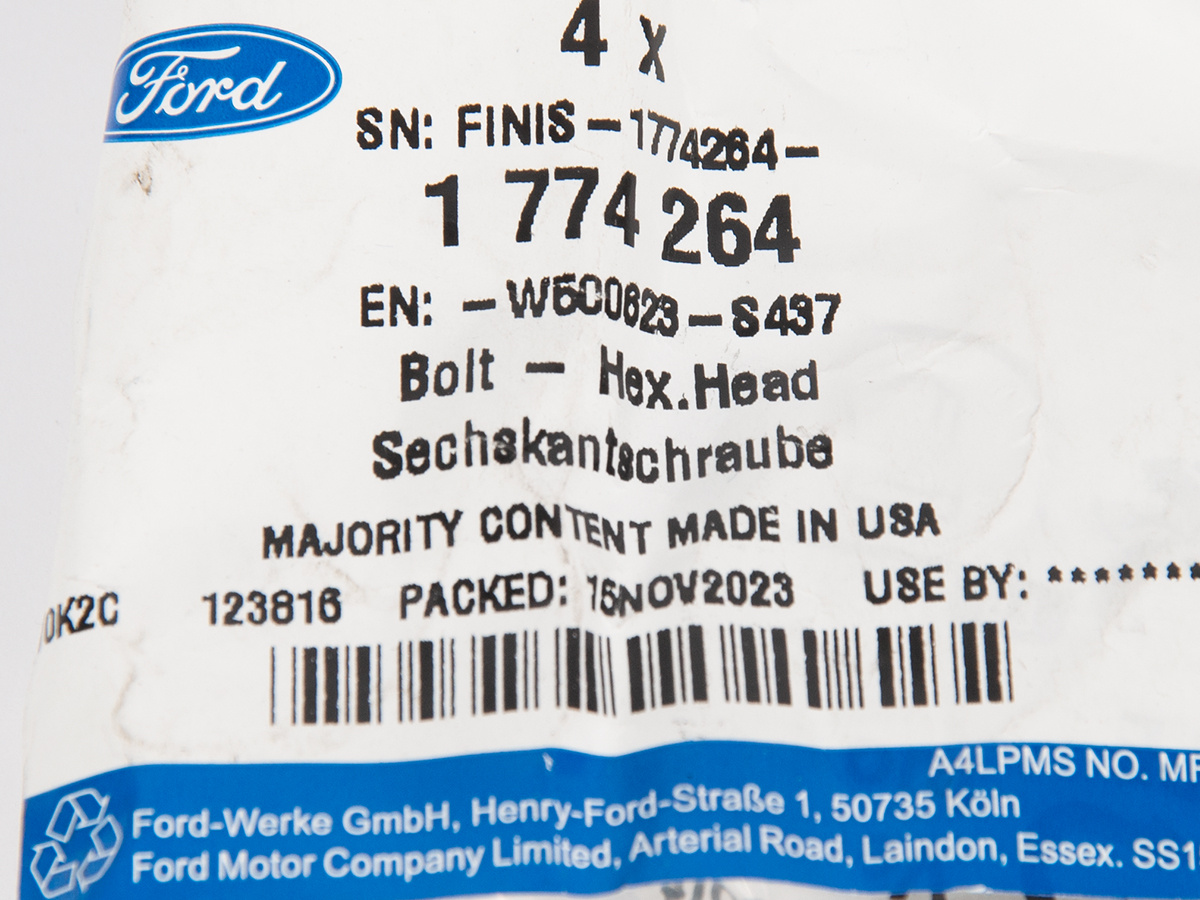 Ford
4 X
SN: FINIS-1774264-
1 774 264
EN: -W500623-S437
Bolt - Hex.Head
Sechskantschraube
MAJORITY CONTENT MADE IN USA
0K2C 123816 PACKED: 15NOV2023 USE BY: *******
A4LPMS NO. MF
Ford-Werke GmbH, Henry-Ford-Straße 1, 50735 Köln
Ford Motor Company Limited, Arterial Road, Laindon, Essex. SS1